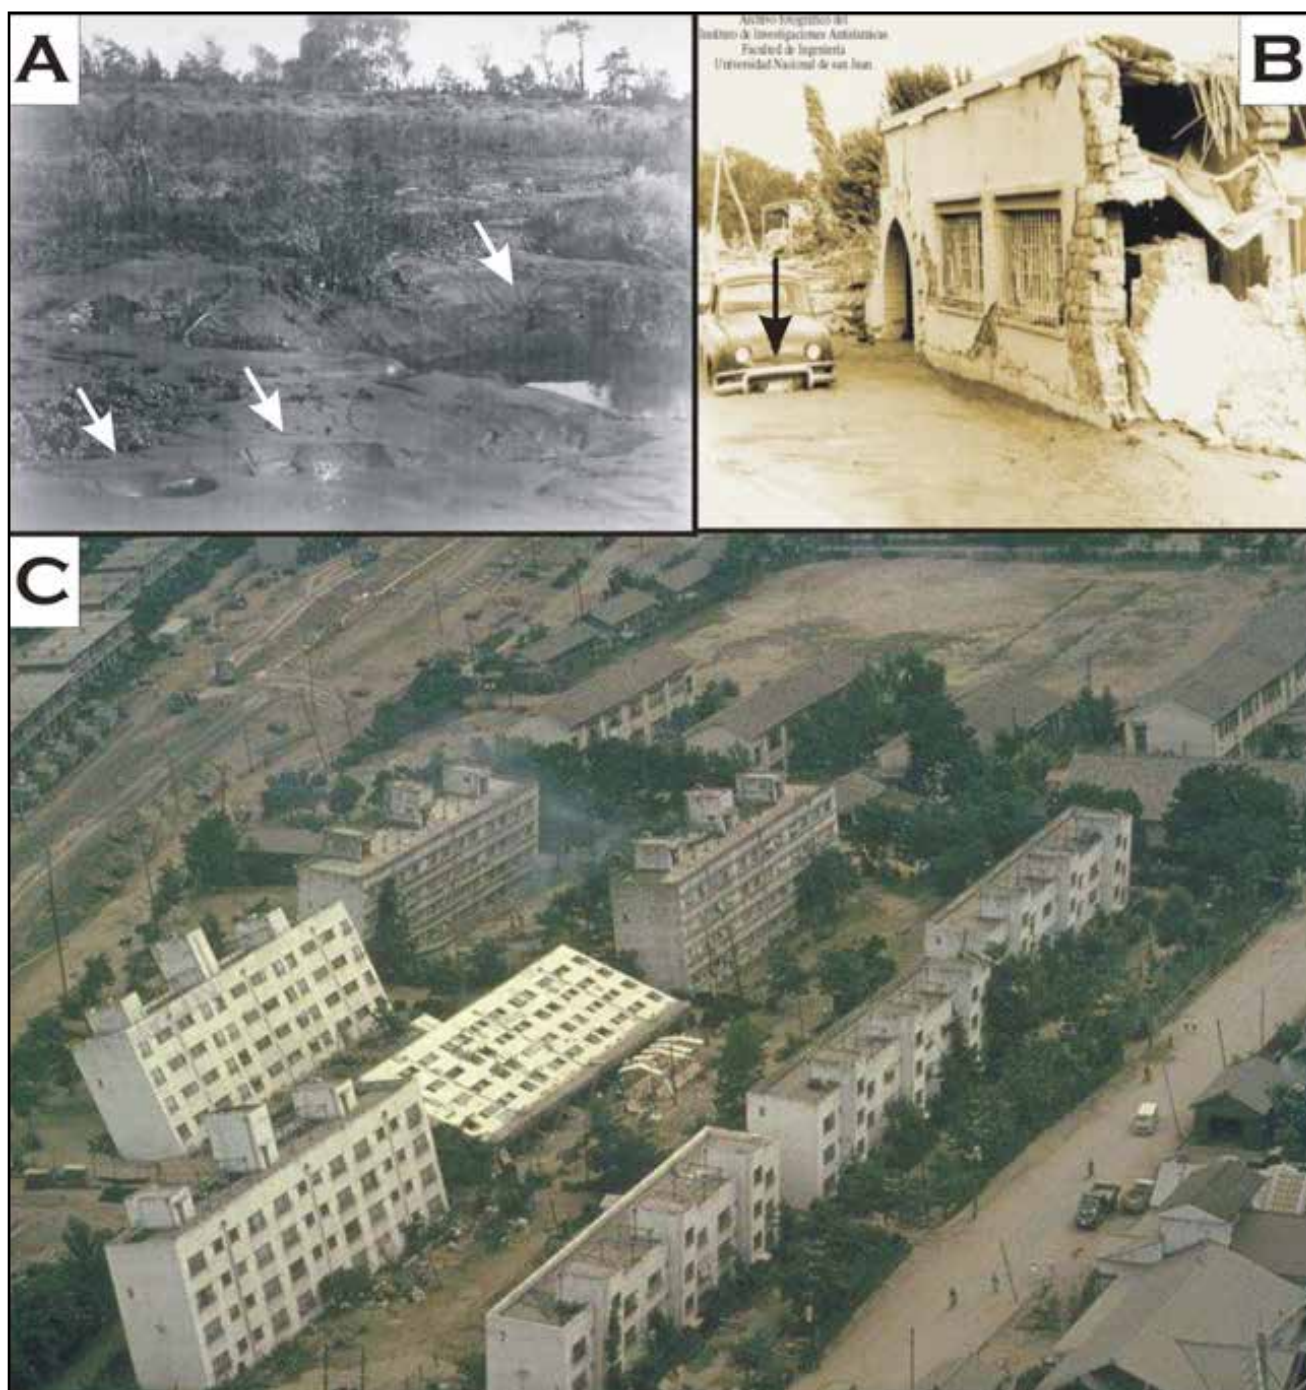 A
Archivo fotográfico del
Instituto de Investigaciones Antisísmicas
Facultad de Ingeniería
Universidad Nacional de san Juan
B
C